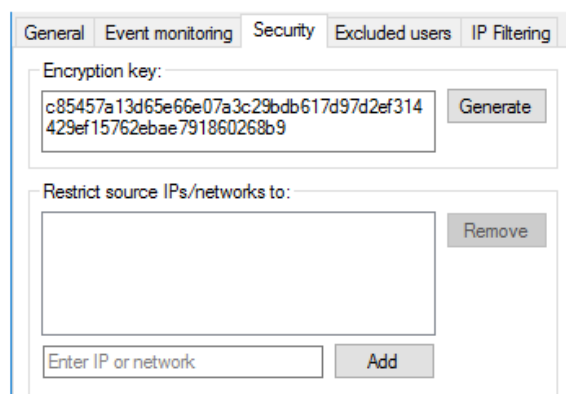 General Event monitoring Security Excluded users IP Filtering
Encryption key:
c85457a13d65e66e07a3c29bdb617d97d2ef314
429ef15762ebae791860268b9
Generate
Restrict source IPs/networks to:
Remove
Enter IP or network
Add